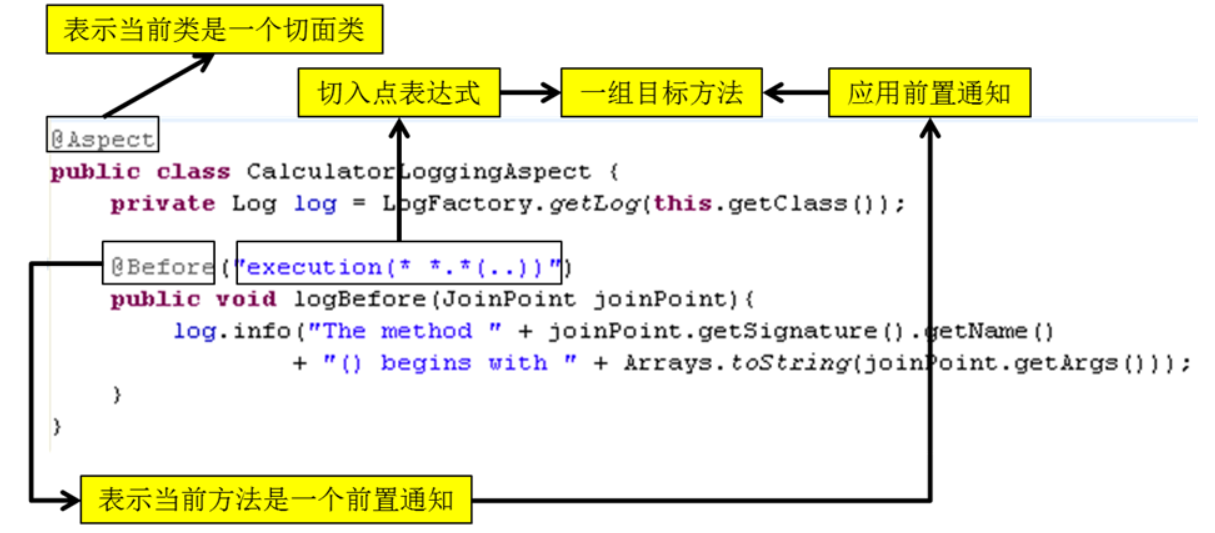 表示当前类是一个切面类
切入点表达式
一组目标方法
应用前置通知
@Aspect
public class CalculatorLoggingAspect {
private Log log = LogFactory.getLog(this.getClass());
@Before("execution(* *.*(..))")
public void logBefore(JoinPoint joinPoint){
log.info("The method " + joinPoint.getSignature().getName()
+ "() begins with " + Arrays.toString(joinPoint.getArgs()));
}
}
表示当前方法是一个前置通知